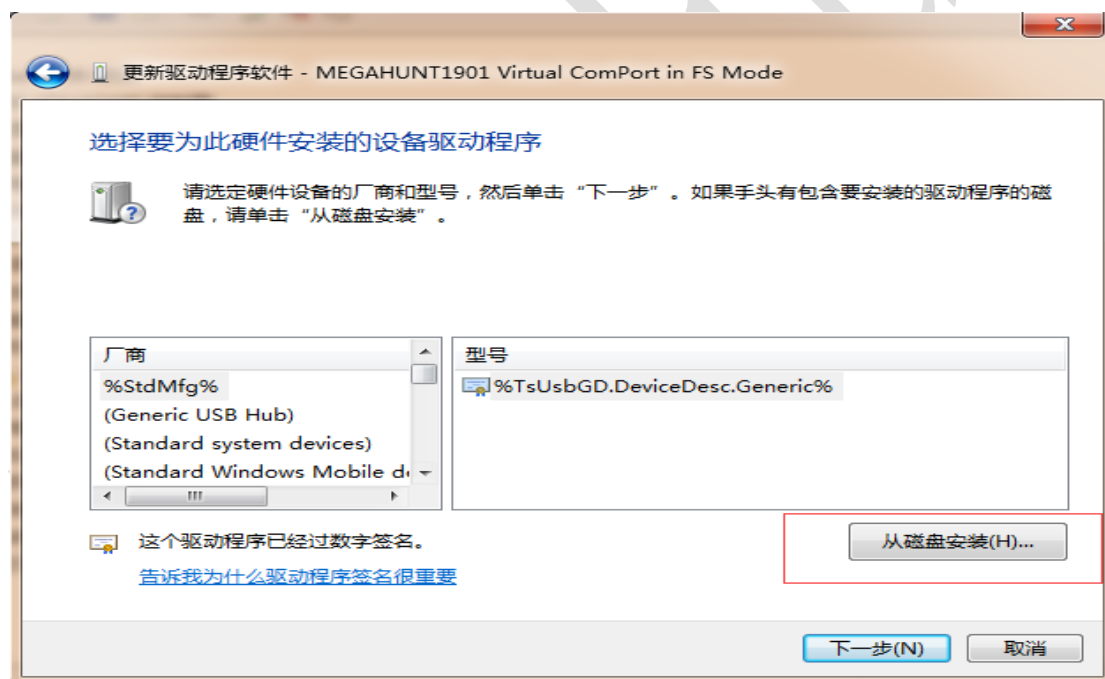 更新驱动程序软件 - MEGAHUNT1901 Virtual ComPort in FS Mode
选择要为此硬件安装的设备驱动程序
请选定硬件设备的厂商和型号，然后单击“下一步”。如果手头有包含要安装的驱动程序的磁
盘，请单击“从磁盘安装”。
厂商
型号
%StdMfg%
%TsUsbGD.DeviceDesc.Generic%
(Generic USB Hub)
(Standard system devices)
(Standard Windows Mobile d
这个驱动程序已经过数字签名。
从磁盘安装(H)...
告诉我为什么驱动程序签名很重要
下一步(N)
取消